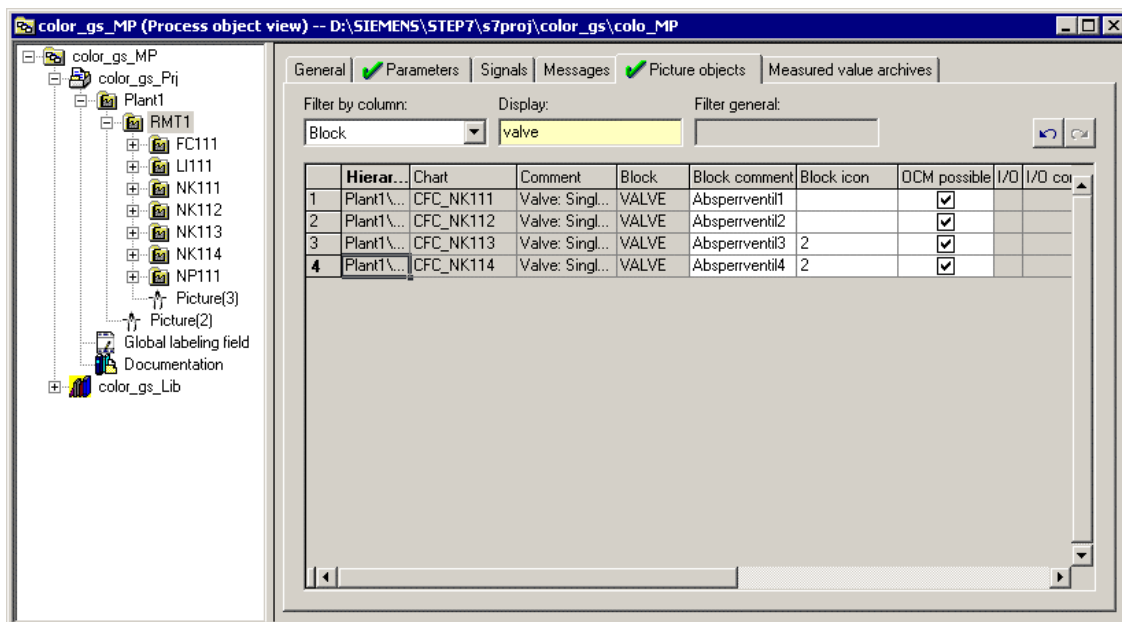 color_gs_MP (Process object view) -- D:\SIEMENS\STEP7\s7proj\color_gs\colo_MP
color_gs_MP
color_gs_Prj
Plant1
RMT1
FC111
LI111
NK111
NK112
NK113
NK114
NP111
Picture(3)
Picture(2)
Global labeling field
Documentation
color_gs_Lib
General Parameters Signals Messages Picture objects Measured value archives
Filter by column: Display: Filter general:
Block valve
Hierar... Chart Comment Block Block comment Block icon OCM possible I/O I/O co
1 Plant1\... CFC_NK111 Valve: Singl... VALVE Absperrventil1
2 Plant1\... CFC_NK112 Valve: Singl... VALVE Absperrventil2
3 Plant1\... CFC_NK113 Valve: Singl... VALVE Absperrventil3 2
4 Plant1\... CFC_NK114 Valve: Singl... VALVE Absperrventil4 2